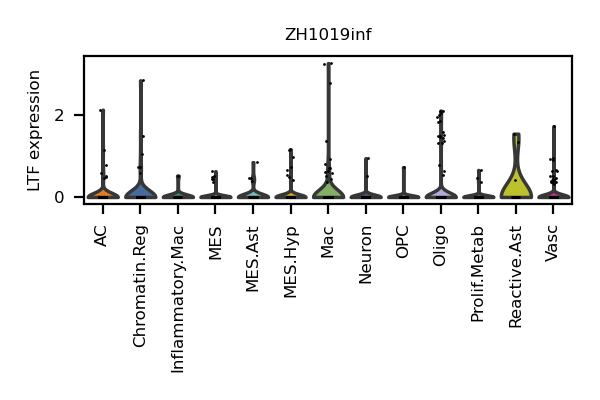 ZH1019inf
LTF expression
2
0
AC
Chromatin.Reg
Inflammatory.Mac
MES
MES.Ast
MES.Hyp
Mac
Neuron
OPC
Oligo
Prolif.Metab
Reactive.Ast
Vasc